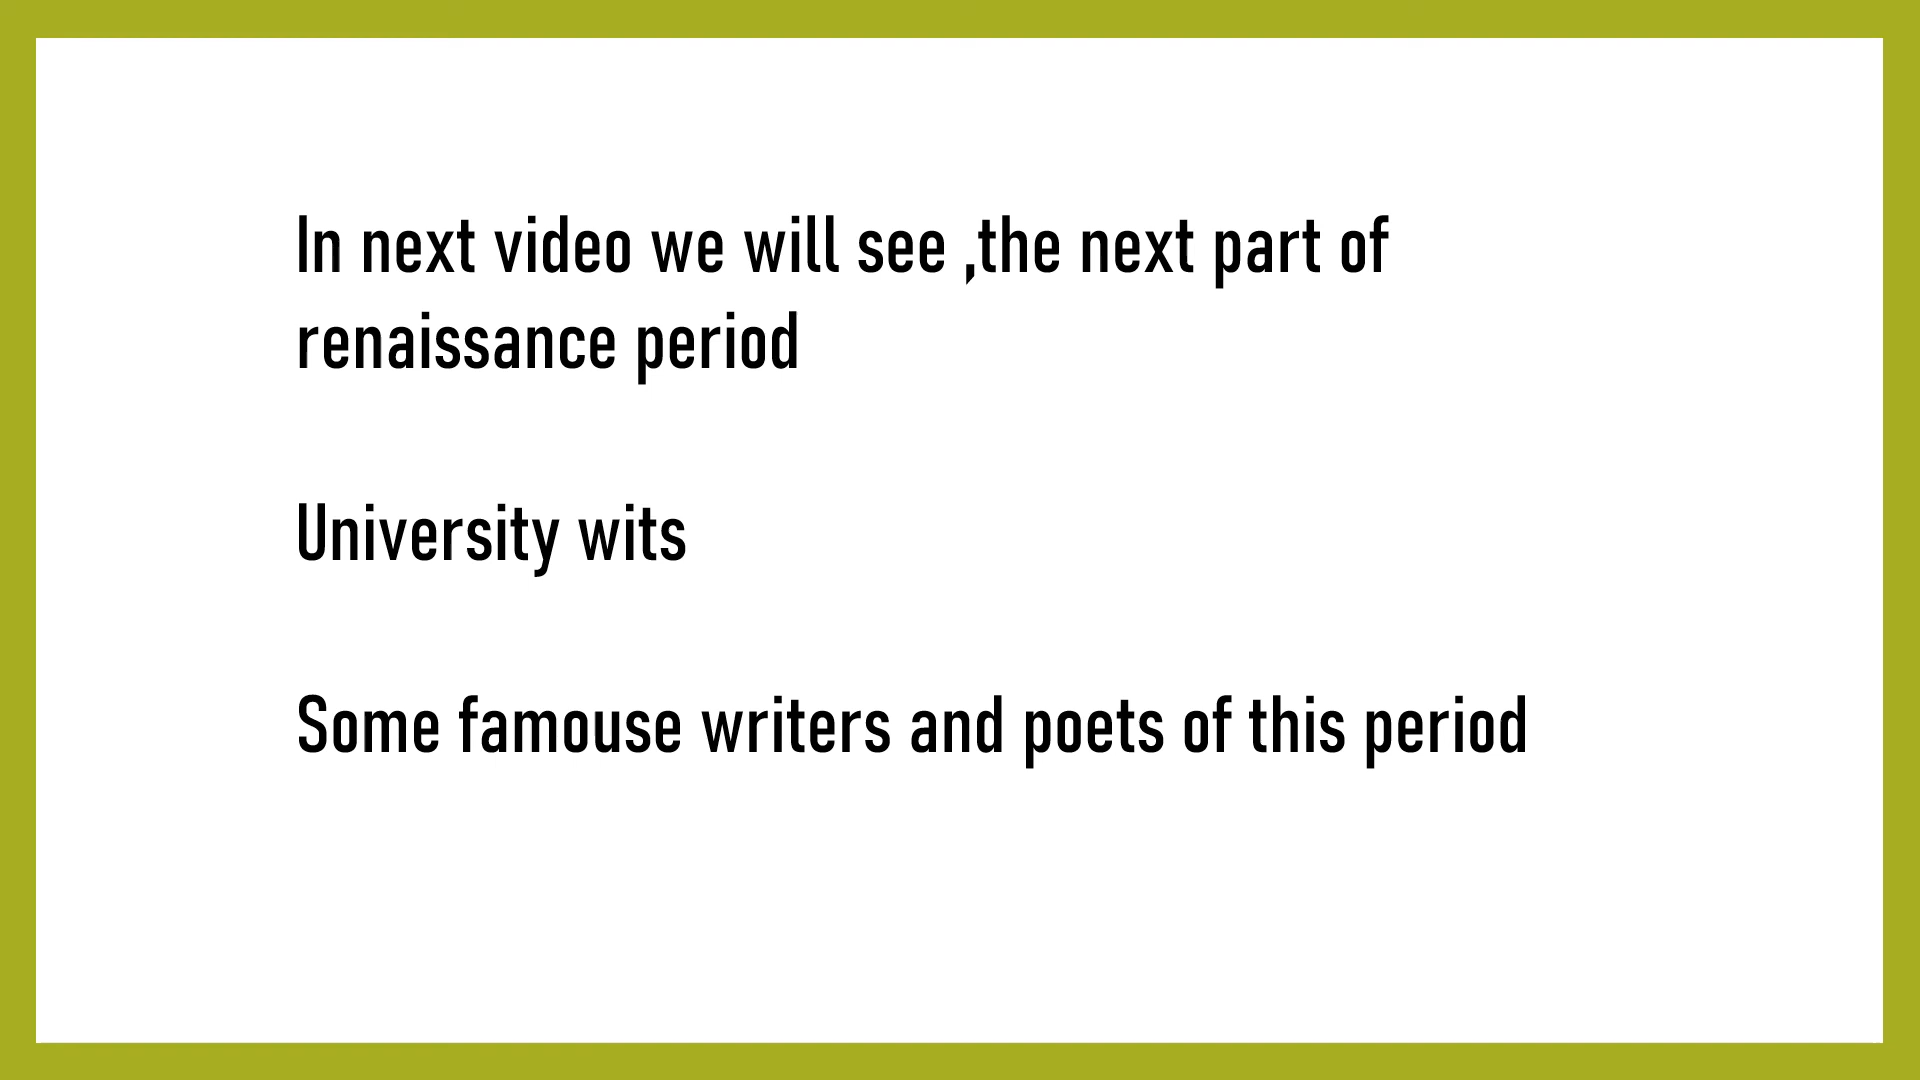 In next video we will see ,the next part of
renaissance period
University wits
Some famouse writers and poets of this period